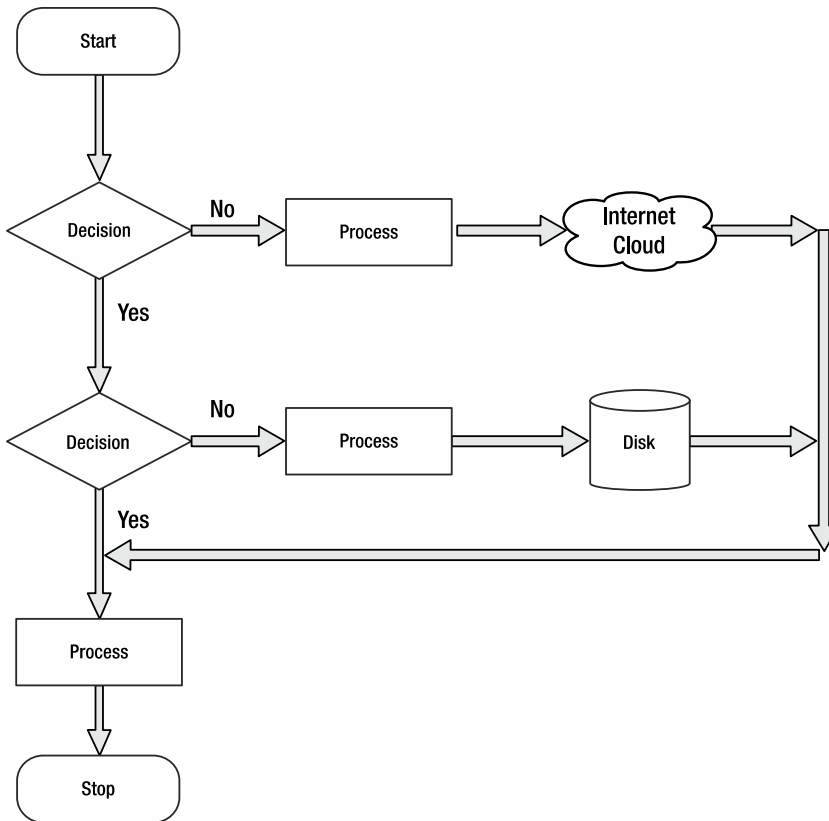 Start
Decision
No
Process
Internet
Cloud
Yes
Decision
No
Process
Disk
Yes
Process
Stop